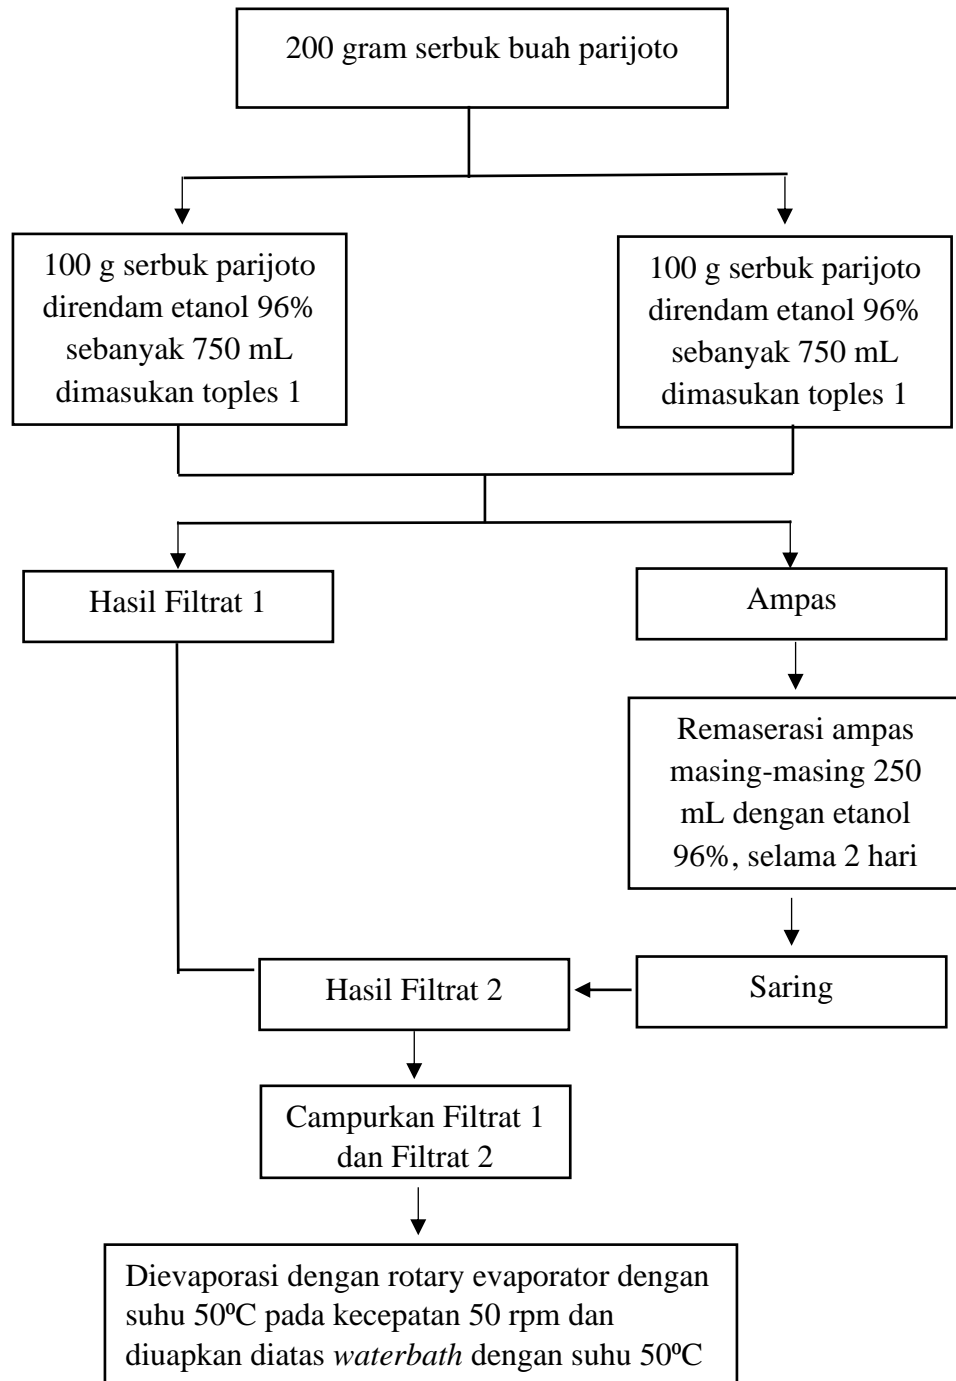 200 gram serbuk buah parijoto
100 g serbuk parijoto
direndam etanol 96%
sebanyak 750 mL
dimasukan toples 1
100 g serbuk parijoto
direndam etanol 96%
sebanyak 750 mL
dimasukan toples 1
Hasil Filtrat 1
Ampas
Remaserasi ampas
masing-masing 250
mL dengan etanol
96%, selama 2 hari
Saring
Hasil Filtrat 2
Campurkan Filtrat 1
dan Filtrat 2
Dievaporasi dengan rotary evaporator dengan
suhu 50⁰C pada kecepatan 50 rpm dan
diuapkan diatas waterbath dengan suhu 50⁰C